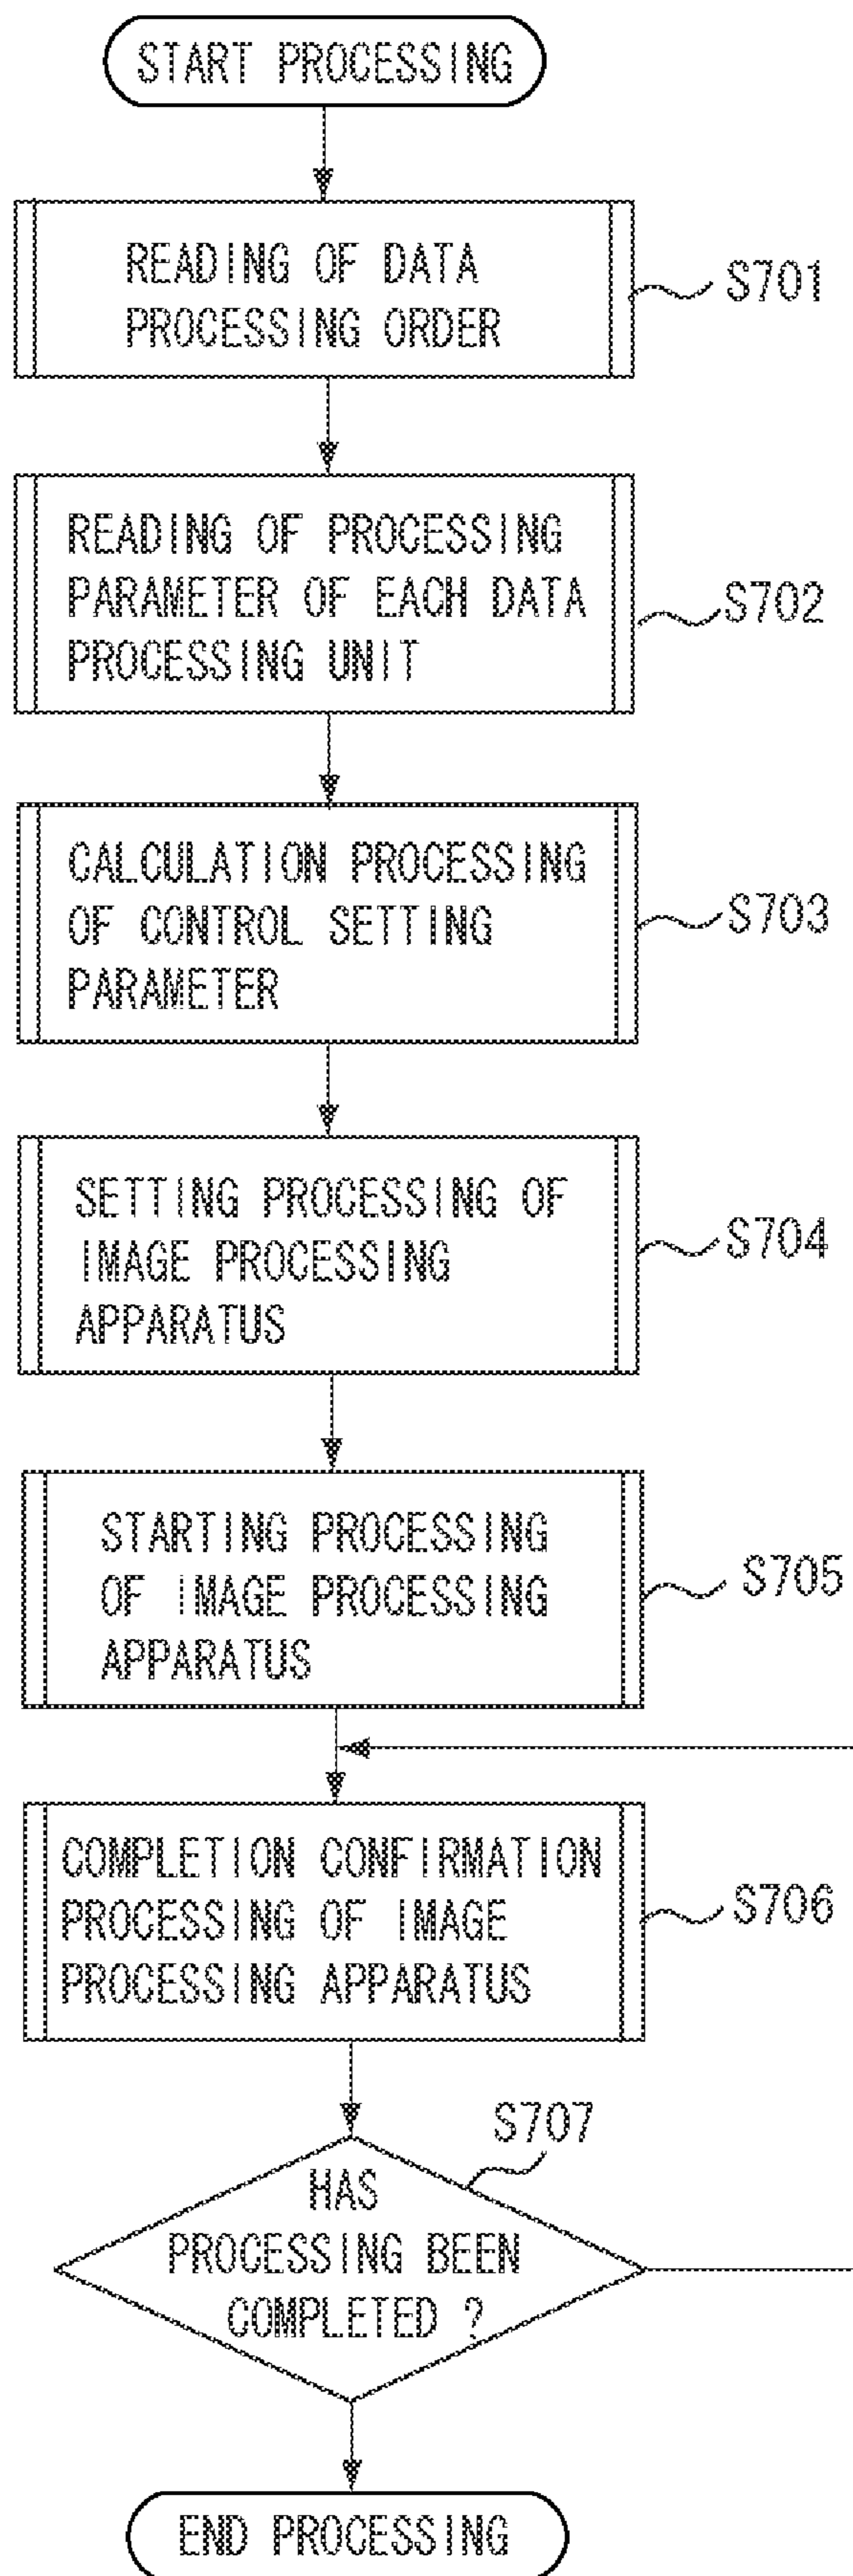 START PROCESSING
READING OF DATA
PROCESSING ORDER
S701
READING OF PROCESSING
PARAMETER OF EACH DATA
PROCESSING UNIT
S702
CALCULATION PROCESSING
OF CONTROL SETTING
PARAMETER
S703
SETTING PROCESSING OF
IMAGE PROCESSING
APPARATUS
S704
STARTING PROCESSING
OF IMAGE PROCESSING
APPARATUS
S705
COMPLETION CONFIRMATION
PROCESSING OF IMAGE
PROCESSING APPARATUS
S706
S707
HAS
PROCESSING BEEN
COMPLETED ?
END PROCESSING